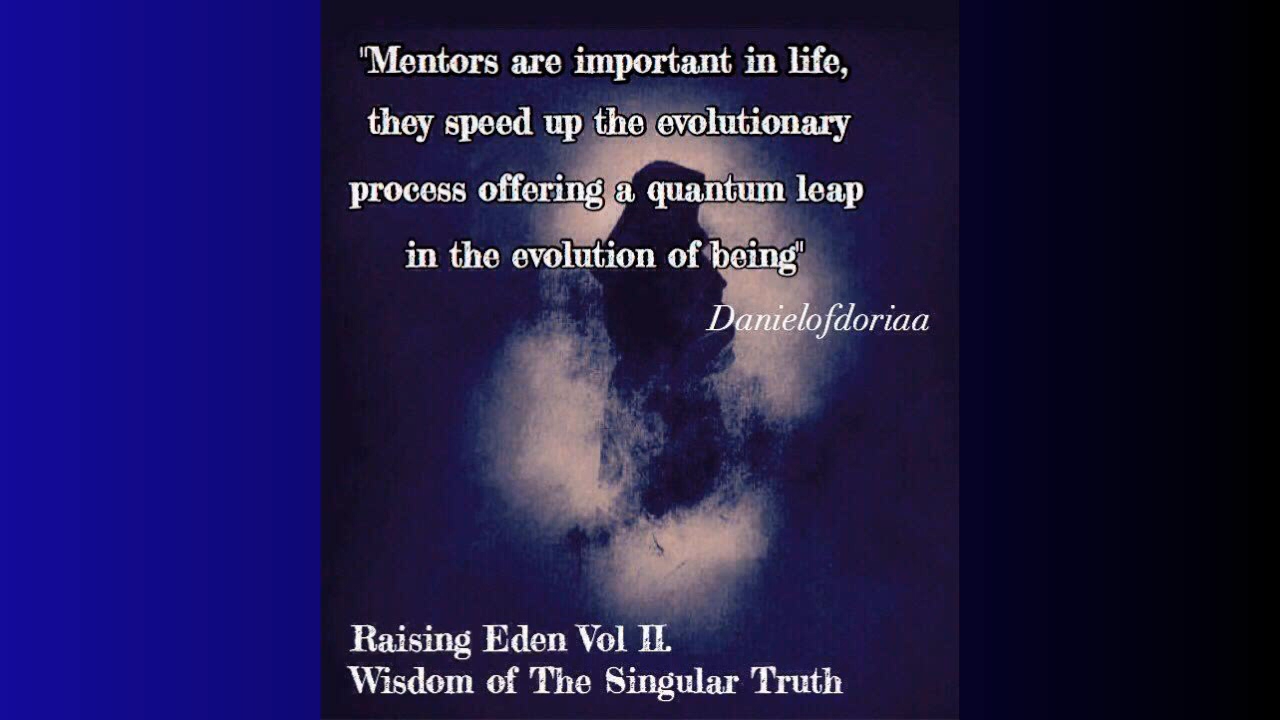 "Mentors are important in life,
they speed up the evolutionary
process offering a quantum leap
in the evolution of being"
Danielofdoriaa
Raising Eden Vol II.
Wisdom of The Singular Truth